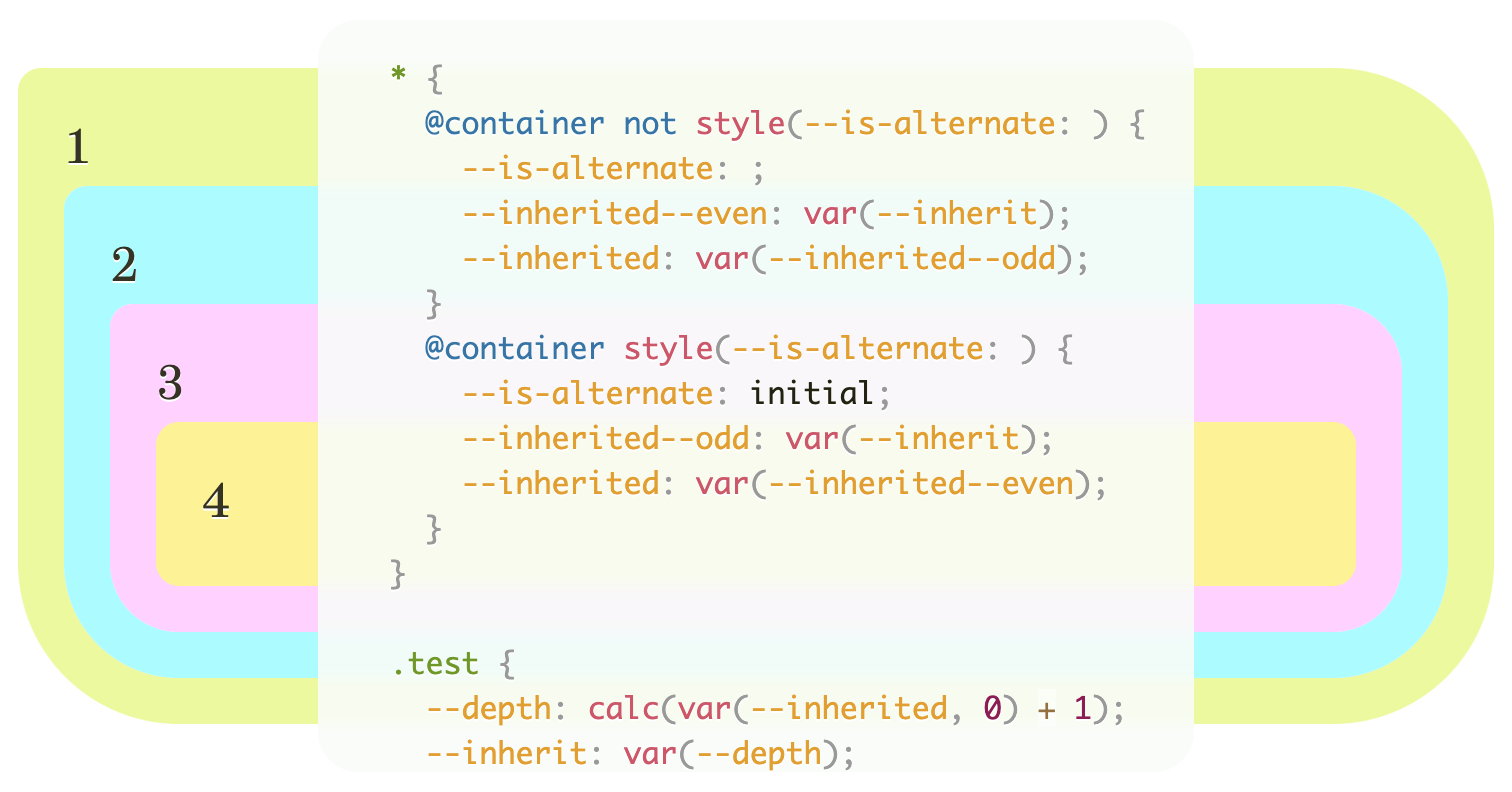 * {
@container not style(--is-alternate: ) {
--is-alternate: ;
1
--inherited--even: var(--inherit);
2
--inherited: var(--inherited--odd);
}
@container style(--is-alternate: ) {
3
--is-alternate: initial;
--inherited--odd: var(--inherit);
4
--inherited: var(--inherited--even);
}
}
.test {
--depth: calc(var(--inherited, 0) + 1);
--inherit: var(--depth);